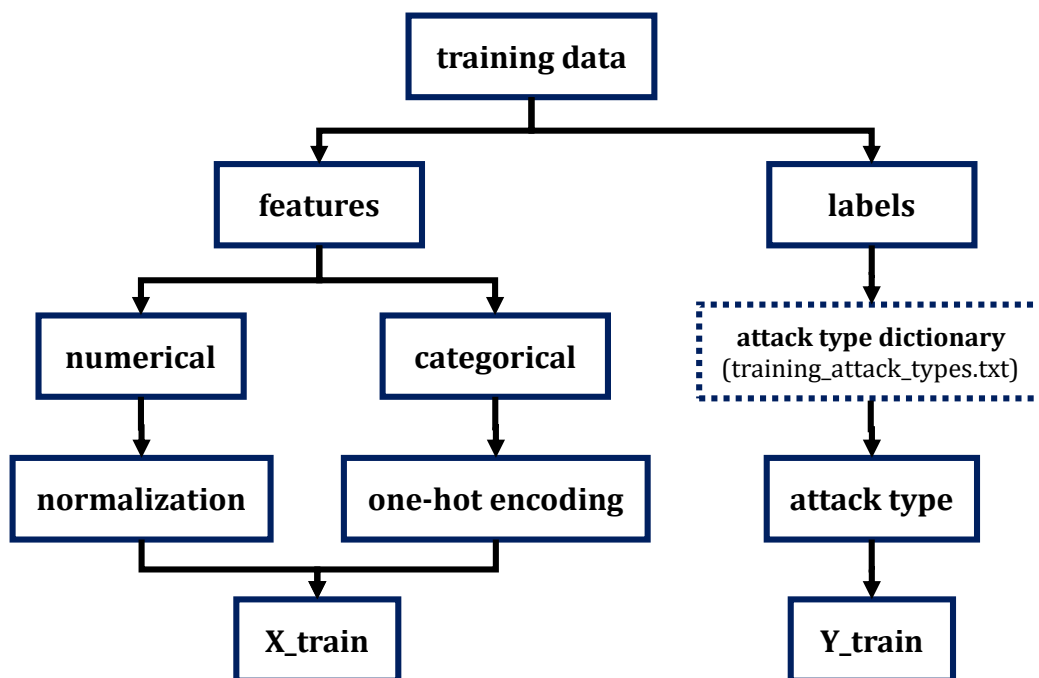 training data
features
labels
numerical
categorical
attack type dictionary
(training_attack_types.txt)
normalization
one-hot encoding
attack type
X_train
Y_train